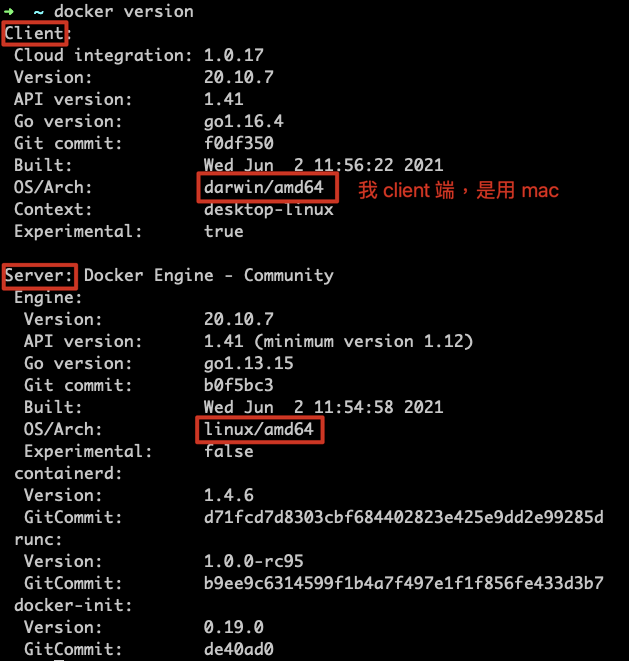 → ~ docker version
Client:
Cloud integration: 1.0.17
Version: 20.10.7
API version: 1.41
Go version: go1.16.4
Git commit: f0df350
Built: Wed Jun 2 11:56:22 2021
OS/Arch: darwin/amd64 我 client 端，是用 mac
Context: desktop-linux
Experimental: true
Server: Docker Engine - Community
Engine:
Version: 20.10.7
API version: 1.41 (minimum version 1.12)
Go version: go1.13.15
Git commit: b0f5bc3
Built: Wed Jun 2 11:54:58 2021
OS/Arch: linux/amd64
Experimental: false
containerd:
Version: 1.4.6
GitCommit: d71fcd7d8303cbf684402823e425e9dd2e99285d
runc:
Version: 1.0.0-rc95
GitCommit: b9ee9c6314599f1b4a7f497e1f1f856fe433d3b7
docker-init:
Version: 0.19.0
GitCommit: de40ad0